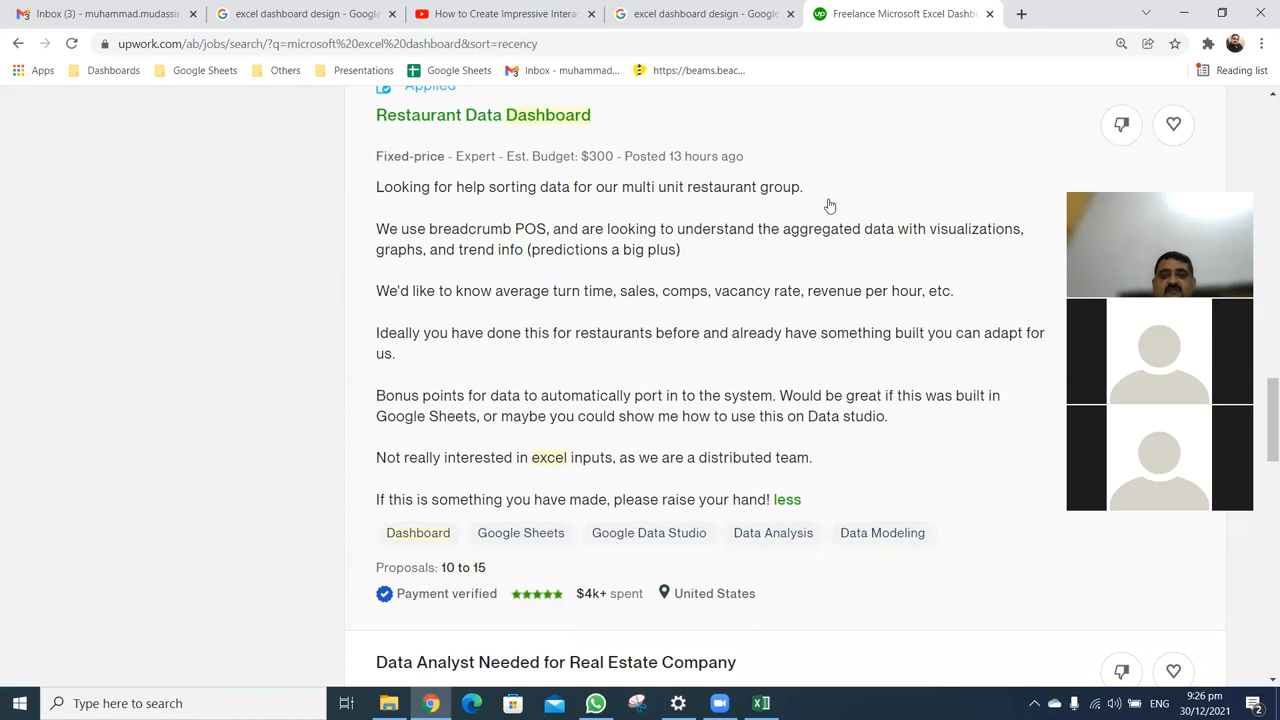 Inbox (3) - muhammad.musassir
excel dashboard design - Google
How to Create Impressive Interac
excel dashboard design - Google
Freelance Microsoft Excel Dashb
upwork.com/ab/jobs/search/?q=microsoft%20excel%20dashboard&sort=recency
Apps
Dashboards
Google Sheets
Others
Presentations
Google Sheets
Inbox - muhammad...
https://beams.beac...
Reading list
Applied
Restaurant Data Dashboard
Fixed-price - Expert - Est. Budget: $300 - Posted 13 hours ago
Looking for help sorting data for our multi unit restaurant group.
We use breadcrumb POS, and are looking to understand the aggregated data with visualizations,
graphs, and trend info (predictions a big plus)
We'd like to know average turn time, sales, comps, vacancy rate, revenue per hour, etc.
Ideally you have done this for restaurants before and already have something built you can adapt for
us.
Bonus points for data to automatically port in to the system. Would be great if this was built in
Google Sheets, or maybe you could show me how to use this on Data studio.
Not really interested in excel inputs, as we are a distributed team.
If this is something you have made, please raise your hand! less
Dashboard
Google Sheets
Google Data Studio
Data Analysis
Data Modeling
Proposals: 10 to 15
Payment verified
$4k+ spent
United States
Data Analyst Needed for Real Estate Company
Type here to search
ENG
9:26 pm
30/12/2021
2